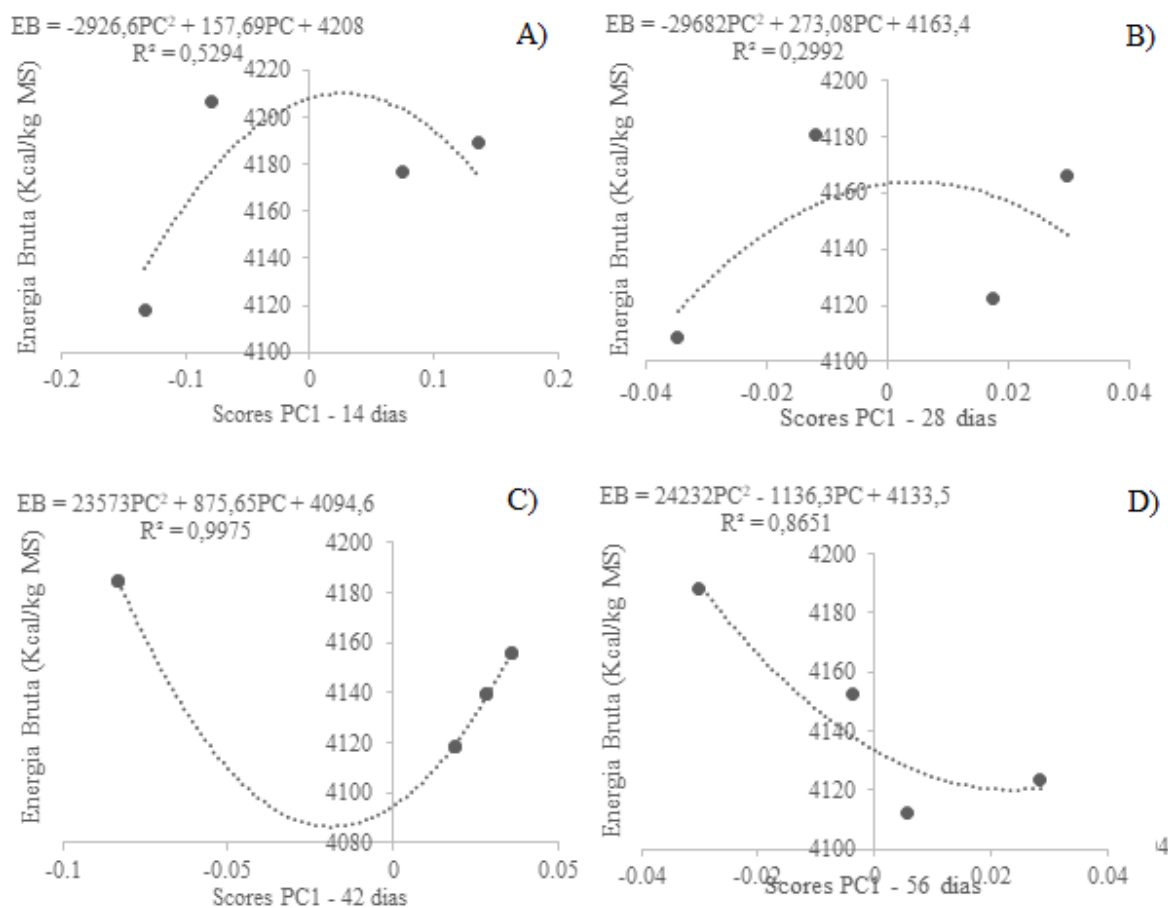 EB = -2926,6PC² + 157,69PC + 4208
R² = 0,5294
A)
Energia Bruta (Kcal/kg MS)
4220
4200
4180
4160
4140
4120
4100
-0.2 -0.1 0 0.1 0.2
Scores PC1 - 14 dias
EB = -29682PC² + 273,08PC + 4163,4
R² = 0,2992
B)
Energia Bruta (Kcal/kg MS)
4200
4180
4160
4140
4120
4100
-0.04 -0.02 0 0.02 0.04
Scores PC1 - 28 dias
EB = 23573PC² + 875,65PC + 4094,6
R² = 0,9975
C)
Energia Bruta (Kcal/kg MS)
4200
4180
4160
4140
4120
4100
4080
-0.1 -0.05 0 0.05
Scores PC1 - 42 dias
EB = 24232PC² - 1136,3PC + 4133,5
R² = 0,8651
D)
Energia Bruta (Kcal/kg MS)
4200
4180
4160
4140
4120
4100
-0.04 -0.02 0 0.02 0.04
Scores PC1 - 56 dias